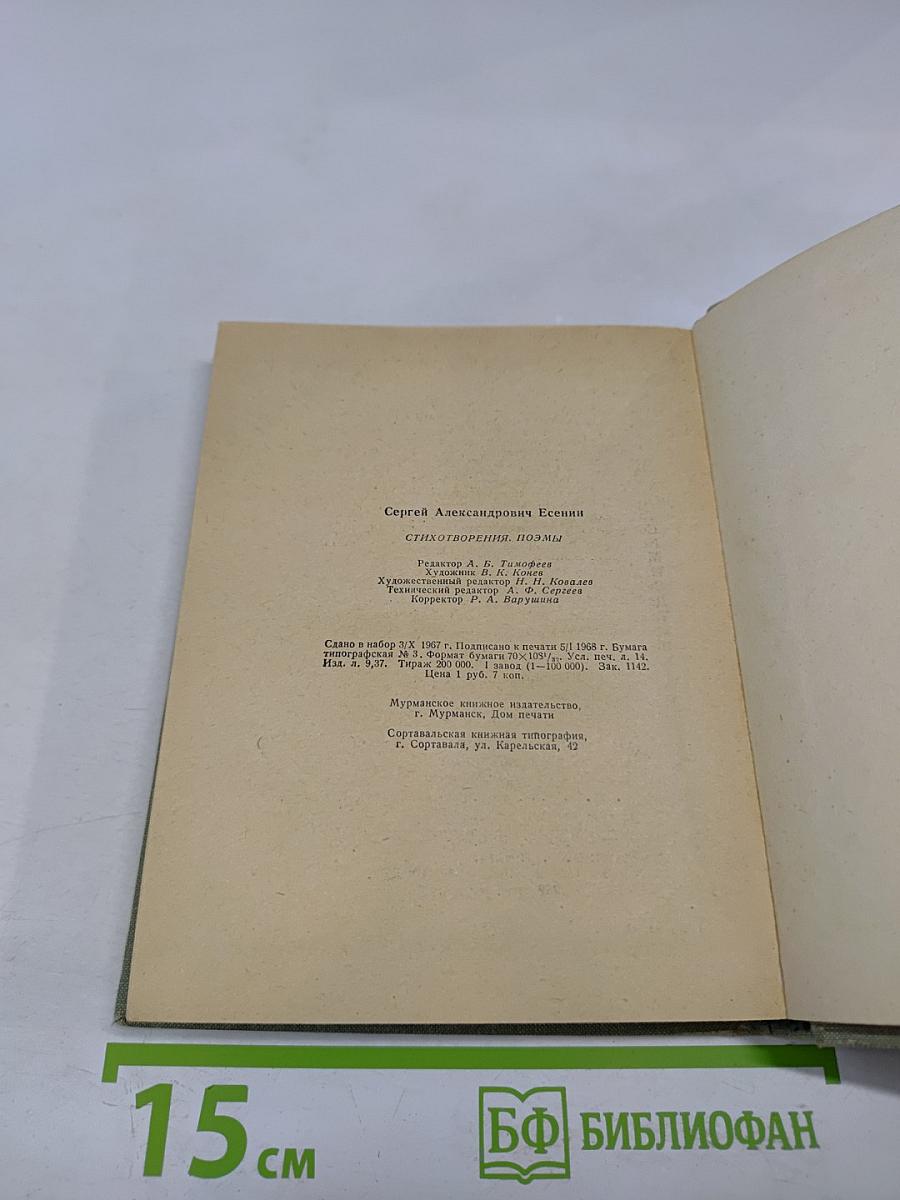 Сергей Александрович Есенин
СТИХОТВОРЕНИЯ. ПОЭМЫ
Редактор А. Б. Тимофеев
Художник В. К. Конев
Художественный редактор Н. Н. Ковалев
Технический редактор А. Ф. Сергеев
Корректор Р. А. Варушина
Сдано в набор 3/X 1967 г. Подписано к печати 5/I 1968 г. Бумага
типографская № 3. Формат бумаги 70×108¹/₃₂. Усл. печ. л. 14.
Изд. л. 9,37. Тираж 200 000. I завод (1—100 000). Зак. 1142.
Цена 1 руб. 7 коп.
Мурманское книжное издательство,
г. Мурманск, Дом печати
Сортавальская книжная типография,
г. Сортавала, ул. Карельская, 42
15 см
БФ БИБЛИОФАН